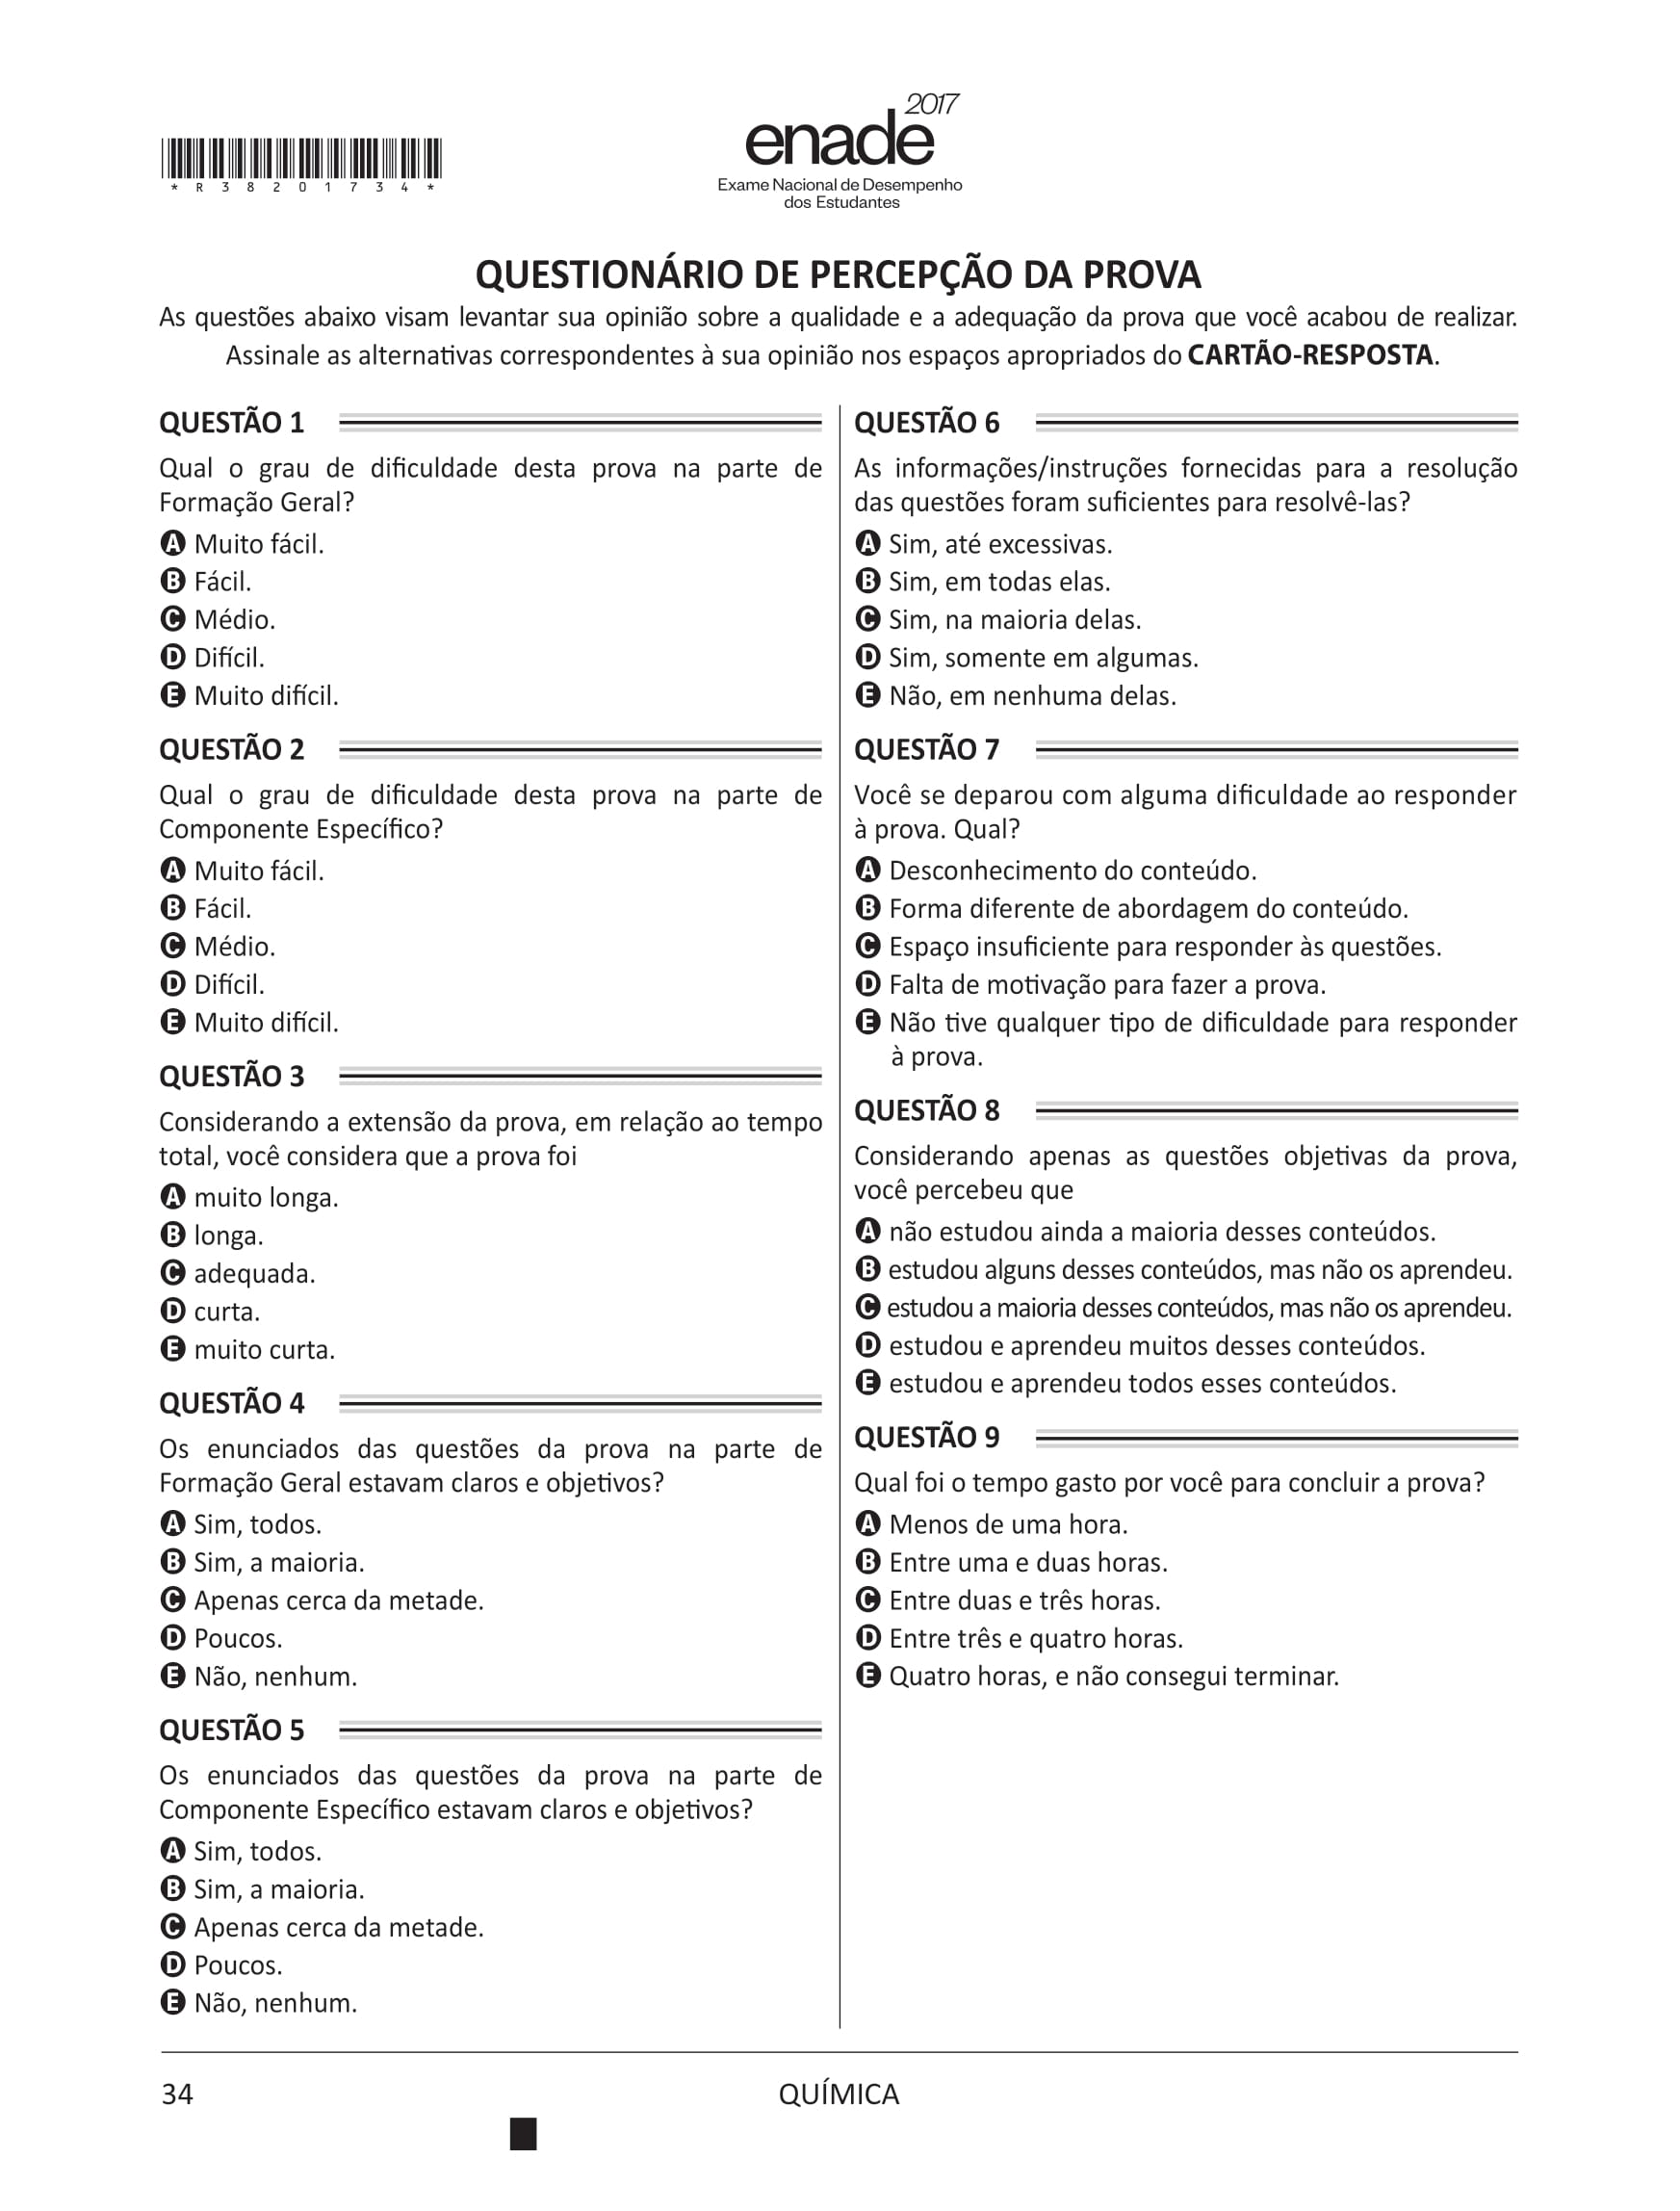 *R38201734*
enade 2017
Exame Nacional de Desempenho
dos Estudantes
QUESTIONÁRIO DE PERCEPÇÃO DA PROVA
As questões abaixo visam levantar sua opinião sobre a qualidade e a adequação da prova que você acabou de realizar.
Assinale as alternativas correspondentes à sua opinião nos espaços apropriados do CARTÃO-RESPOSTA.
QUESTÃO 1
Qual o grau de dificuldade desta prova na parte de
Formação Geral?
A Muito fácil.
B Fácil.
C Médio.
D Difícil.
E Muito difícil.
QUESTÃO 2
Qual o grau de dificuldade desta prova na parte de
Componente Específico?
A Muito fácil.
B Fácil.
C Médio.
D Difícil.
E Muito difícil.
QUESTÃO 3
Considerando a extensão da prova, em relação ao tempo
total, você considera que a prova foi
A muito longa.
B longa.
C adequada.
D curta.
E muito curta.
QUESTÃO 4
Os enunciados das questões da prova na parte de
Formação Geral estavam claros e objetivos?
A Sim, todos.
B Sim, a maioria.
C Apenas cerca da metade.
D Poucos.
E Não, nenhum.
QUESTÃO 5
Os enunciados das questões da prova na parte de
Componente Específico estavam claros e objetivos?
A Sim, todos.
B Sim, a maioria.
C Apenas cerca da metade.
D Poucos.
E Não, nenhum.
QUESTÃO 6
As informações/instruções fornecidas para a resolução
das questões foram suficientes para resolvê-las?
A Sim, até excessivas.
B Sim, em todas elas.
C Sim, na maioria delas.
D Sim, somente em algumas.
E Não, em nenhuma delas.
QUESTÃO 7
Você se deparou com alguma dificuldade ao responder
à prova. Qual?
A Desconhecimento do conteúdo.
B Forma diferente de abordagem do conteúdo.
C Espaço insuficiente para responder às questões.
D Falta de motivação para fazer a prova.
E Não tive qualquer tipo de dificuldade para responder
à prova.
QUESTÃO 8
Considerando apenas as questões objetivas da prova,
você percebeu que
A não estudou ainda a maioria desses conteúdos.
B estudou alguns desses conteúdos, mas não os aprendeu.
C estudou a maioria desses conteúdos, mas não os aprendeu.
D estudou e aprendeu muitos desses conteúdos.
E estudou e aprendeu todos esses conteúdos.
QUESTÃO 9
Qual foi o tempo gasto por você para concluir a prova?
A Menos de uma hora.
B Entre uma e duas horas.
C Entre duas e três horas.
D Entre três e quatro horas.
E Quatro horas, e não consegui terminar.
34
QUÍMICA